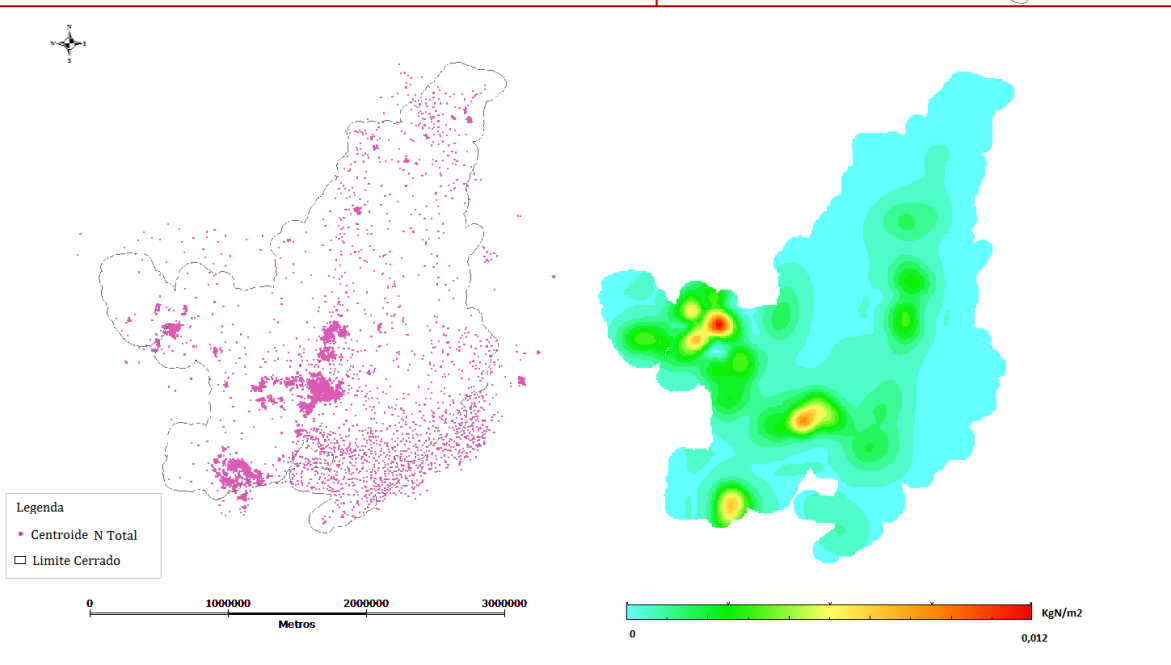 N
W E
S
Legenda
Centroide N Total
Limite Cerrado
0 1000000 2000000 3000000
Metros
KgN/m2
0 0,012